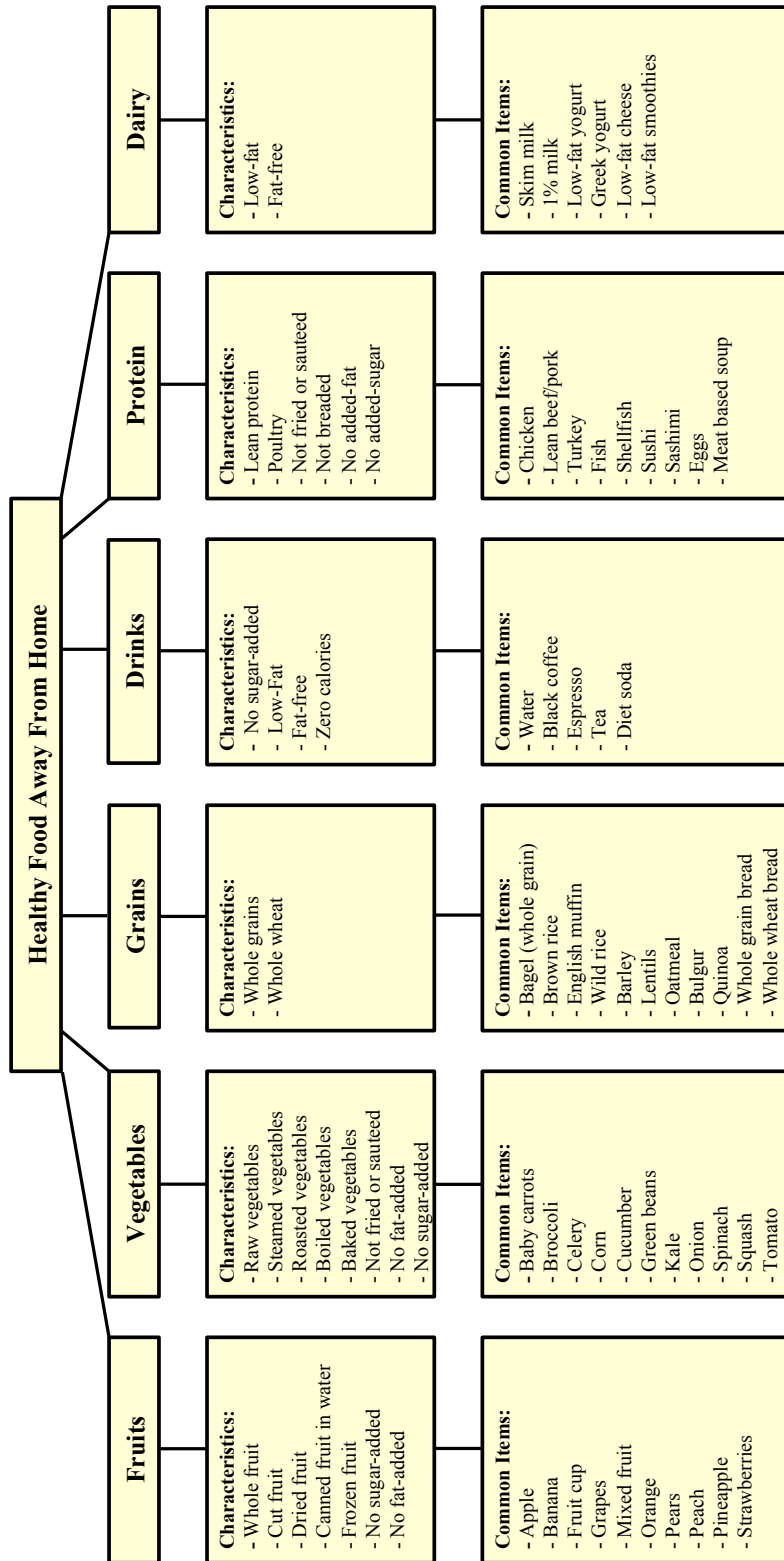 Healthy Food Away From Home
Fruits
Characteristics:
- Whole fruit
- Cut fruit
- Dried fruit
- Canned fruit in water
- Frozen fruit
- No sugar-added
- No fat-added
Common Items:
- Apple
- Banana
- Fruit cup
- Grapes
- Mixed fruit
- Orange
- Pears
- Peach
- Pineapple
- Strawberries
Vegetables
Characteristics:
- Raw vegetables
- Steamed vegetables
- Roasted vegetables
- Boiled vegetables
- Baked vegetables
- Not fried or sauteed
- No fat-added
- No sugar-added
Common Items:
- Baby carrots
- Broccoli
- Celery
- Corn
- Cucumber
- Green beans
- Kale
- Onion
- Spinach
- Squash
- Tomato
Grains
Characteristics:
- Whole grains
- Whole wheat
Common Items:
- Bagel (whole grain)
- Brown rice
- English muffin
- Wild rice
- Barley
- Lentils
- Oatmeal
- Bulgur
- Quinoa
- Whole grain bread
- Whole wheat bread
Drinks
Characteristics:
- No sugar-added
- Low-Fat
- Fat-free
- Zero calories
Common Items:
- Water
- Black coffee
- Espresso
- Tea
- Diet soda
Protein
Characteristics:
- Lean protein
- Poultry
- Not fried or sauteed
- Not breaded
- No added-fat
- No added-sugar
Common Items:
- Chicken
- Lean beef/pork
- Turkey
- Fish
- Shellfish
- Sushi
- Sashimi
- Eggs
- Meat based soup
Dairy
Characteristics:
- Low-fat
- Fat-free
Common Items:
- Skim milk
- 1% milk
- Low-fat yogurt
- Greek yogurt
- Low-fat cheese
- Low-fat smoothies